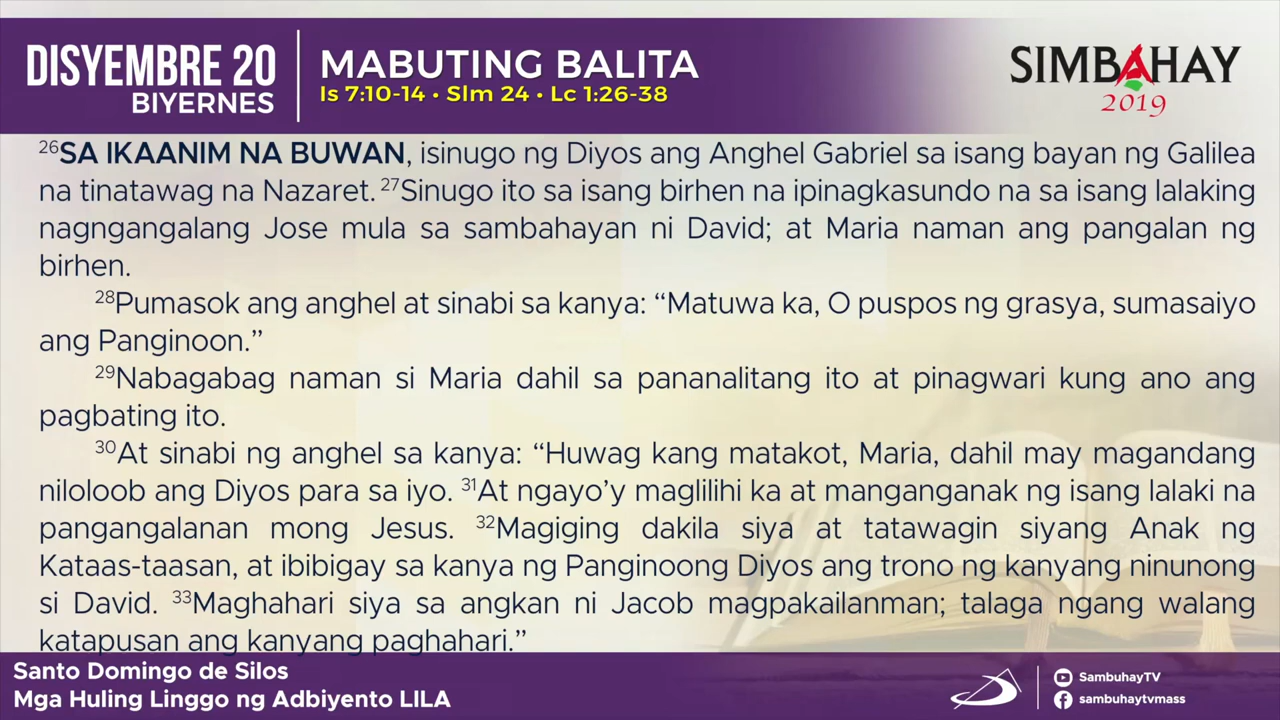 DISYEMBRE 20
BIYERNES
MABUTING BALITA
Is 7:10-14 • Slm 24 • Lc 1:26-38
SIMBAHAY
2019
26SA IKAANIM NA BUWAN, isinugo ng Diyos ang Anghel Gabriel sa isang bayan ng Galilea
na tinatawag na Nazaret. 27Sinugo ito sa isang birhen na ipinagkasundo na sa isang lalaking
nagngangalang Jose mula sa sambahayan ni David; at Maria naman ang pangalan ng
birhen.
28Pumasok ang anghel at sinabi sa kanya: “Matuwa ka, O puspos ng grasya, sumasaiyo
ang Panginoon.”
29Nabagabag naman si Maria dahil sa pananalitang ito at pinagwari kung ano ang
pagbating ito.
30At sinabi ng anghel sa kanya: “Huwag kang matakot, Maria, dahil may magandang
niloloob ang Diyos para sa iyo. 31At ngayo’y maglilihi ka at manganganak ng isang lalaki na
pangangalanan mong Jesus. 32Magiging dakila siya at tatawagin siyang Anak ng
Kataas-taasan, at ibibigay sa kanya ng Panginoong Diyos ang trono ng kanyang ninunong
si David. 33Maghahari siya sa angkan ni Jacob magpakailanman; talaga ngang walang
katapusan ang kanyang paghahari.”
Santo Domingo de Silos
Mga Huling Linggo ng Adbiyento LILA
SambuhayTV
sambuhaytvmass